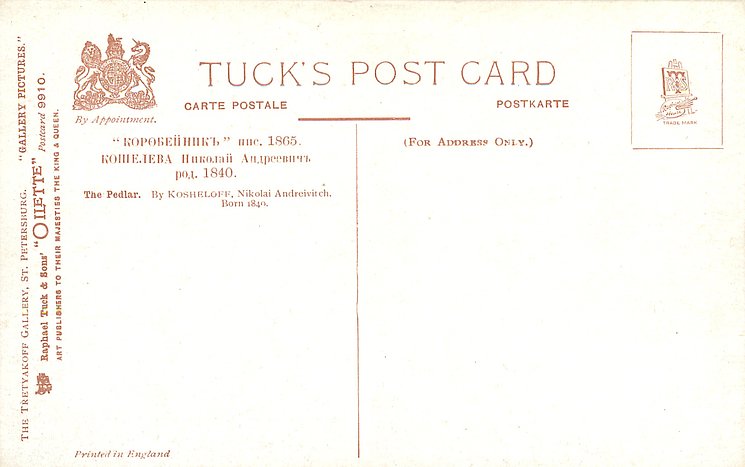 TUCK'S POST CARD
CARTE POSTALE
POSTKARTE
By Appointment.
"КОРОБЕЙНИКЪ" пис. 1865.
КОШЕЛЕВА Николай Андреевичъ
род. 1840.
The Pedlar. By KOSHELOFF, Nikolai Andreivitch.
Born 1840.
(FOR ADDRESS ONLY.)
TRADE MARK
THE TRETYAKOFF GALLERY, ST. PETERSBURG. "GALLERY PICTURES."
Raphael Tuck & Sons' "OILETTE" Postcard 9910.
ART PUBLISHERS TO THEIR MAJESTIES THE KING & QUEEN.
Printed in England